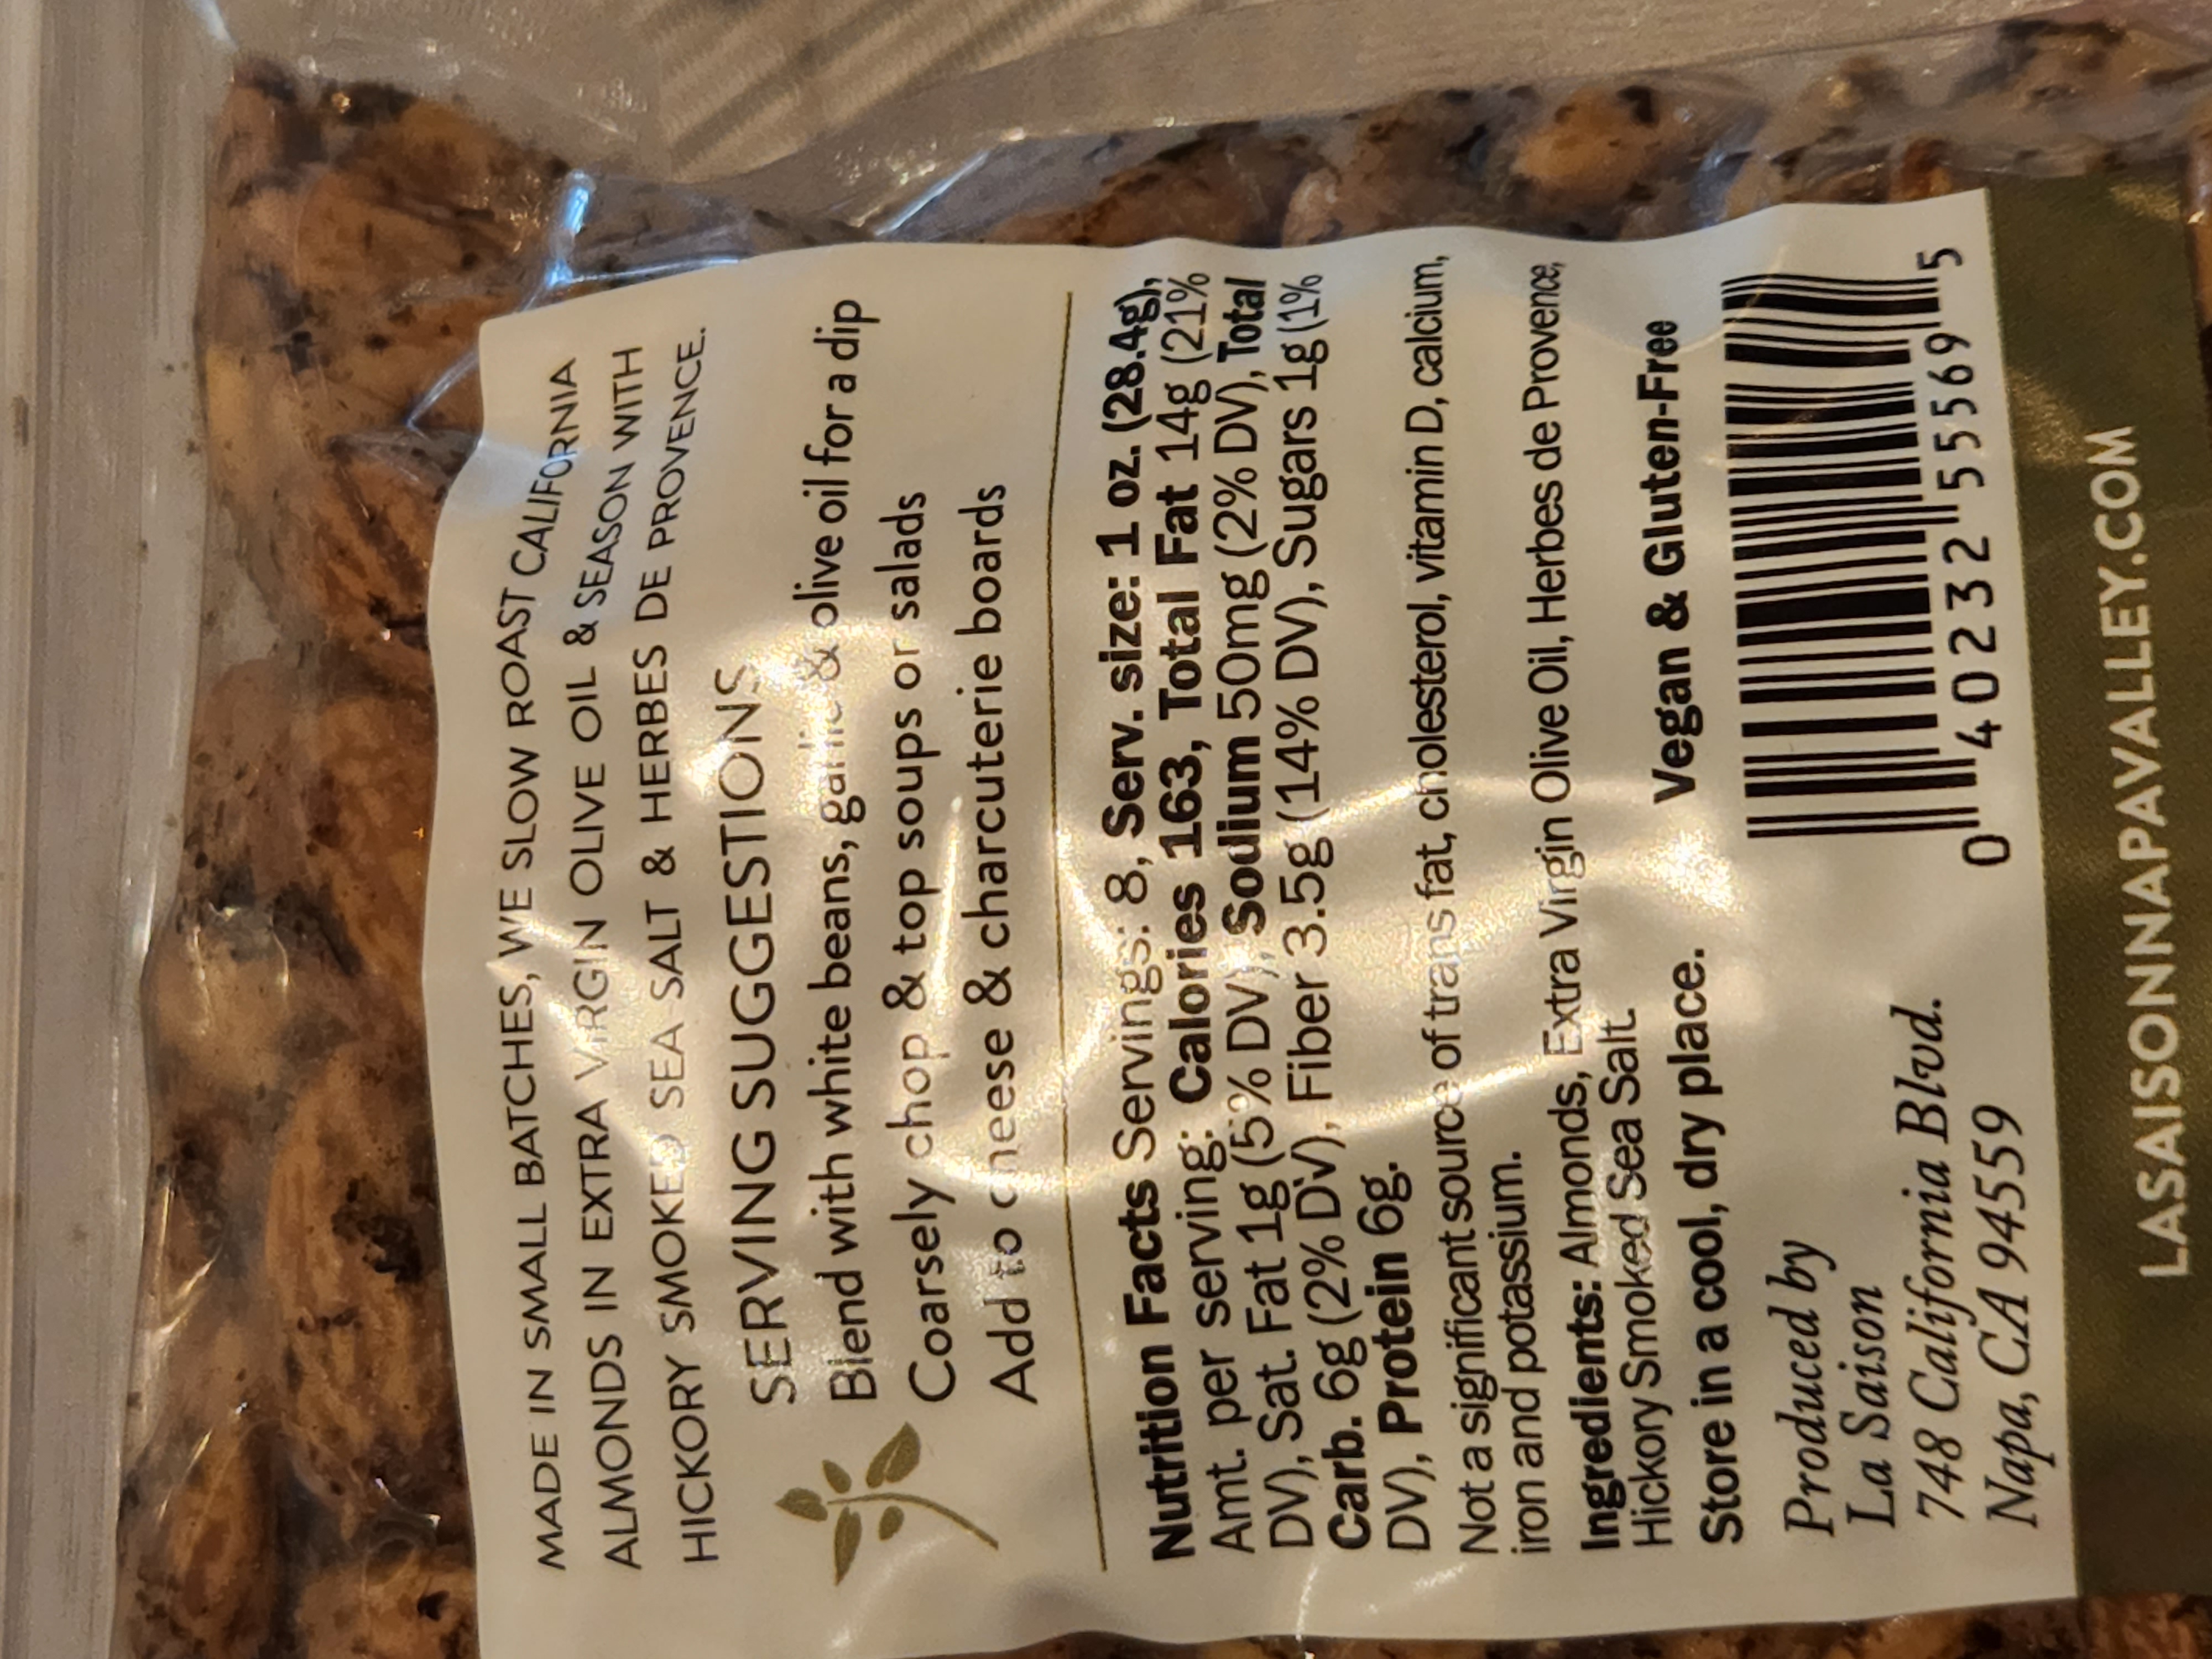 MADE IN SMALL BATCHES, WE SLOW ROAST CALIFORNIA
ALMONDS IN EXTRA VIRGIN OLIVE OIL & SEASON WITH
HICKORY SMOKED SEA SALT & HERBES DE PROVENCE.
SERVING SUGGESTIONS
Blend with white beans, garlic & olive oil for a dip
Coarsely chop & top soups or salads
Add to cheese & charcuterie boards
Nutrition Facts Servings: 8, Serv. size: 1 oz. (28.4g),
Amt. per serving: Calories 163, Total Fat 14g (21%
DV), Sat. Fat 1g (5% DV), Sodium 50mg (2% DV), Total
Carb. 6g (2% DV), Fiber 3.5g (14% DV), Sugars 1g (1%
DV), Protein 6g.
Not a signifficant source of trans fat, cholesterol, vitamin D, calcium,
iron and potassium.
Ingredients: Almonds, Extra Virgin Olive Oil, Herbes de Provence,
Hickory Smoked Sea Salt.
Store in a cool, dry place. Vegan & Gluten-Free
Produced by
La Saison
748 California Blvd.
Napa, CA 94559
0 40232 55569 5
LASAISONNAPAVALLEY.COM